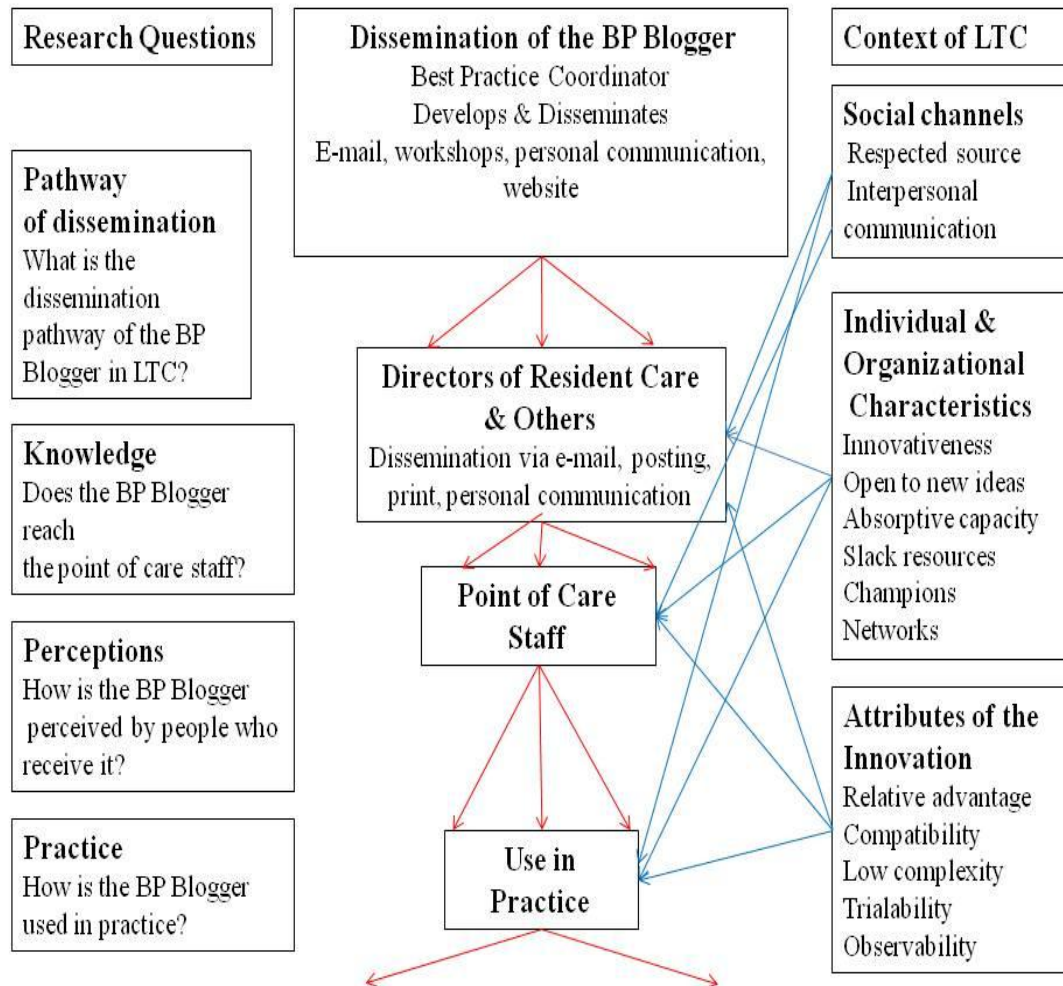 Research Questions
Pathway
of dissemination
What is the
dissemination
pathway of the BP
Blogger in LTC?
Knowledge
Does the BP Blogger
reach
the point of care staff?
Perceptions
How is the BP Blogger
perceived by people who
receive it?
Practice
How is the BP Blogger
used in practice?
Dissemination of the BP Blogger
Best Practice Coordinator
Develops & Disseminates
E-mail, workshops, personal communication,
website
Directors of Resident Care
& Others
Dissemination via e-mail, posting,
print, personal communication
Point of Care
Staff
Use in
Practice
Context of LTC
Social channels
Respected source
Interpersonal
communication
Individual &
Organizational
Characteristics
Innovativeness
Open to new ideas
Absorptive capacity
Slack resources
Champions
Networks
Attributes of the
Innovation
Relative advantage
Compatibility
Low complexity
Trialability
Observability